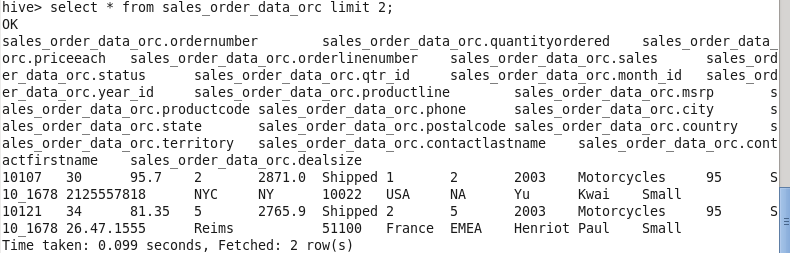 hive> select * from sales_order_data_orc limit 2;
OK
sales_order_data_orc.ordernumber        sales_order_data_orc.quantityordered    sales_order_data_
orc.priceeach   sales_order_data_orc.orderlinenumber    sales_order_data_orc.sales      sales_ord
er_data_orc.status      sales_order_data_orc.qtr_id     sales_order_data_orc.month_id   sales_ord
er_data_orc.year_id     sales_order_data_orc.productline        sales_order_data_orc.msrp       s
ales_order_data_orc.productcode sales_order_data_orc.phone      sales_order_data_orc.city       s
ales_order_data_orc.state       sales_order_data_orc.postalcode sales_order_data_orc.country    s
ales_order_data_orc.territory   sales_order_data_orc.contactlastname    sales_order_data_orc.cont
actfirstname    sales_order_data_orc.dealsize
10107   30      95.7    2       2871.0  Shipped 1       2       2003    Motorcycles     95      S
10_1678 2125557818      NYC     NY      10022   USA     NA      Yu      Kwai    Small
10121   34      81.35   5       2765.9  Shipped 2       5       2003    Motorcycles     95      S
10_1678 26.47.1555      Reims           51100   France  EMEA    Henriot Paul    Small
Time taken: 0.099 seconds, Fetched: 2 row(s)